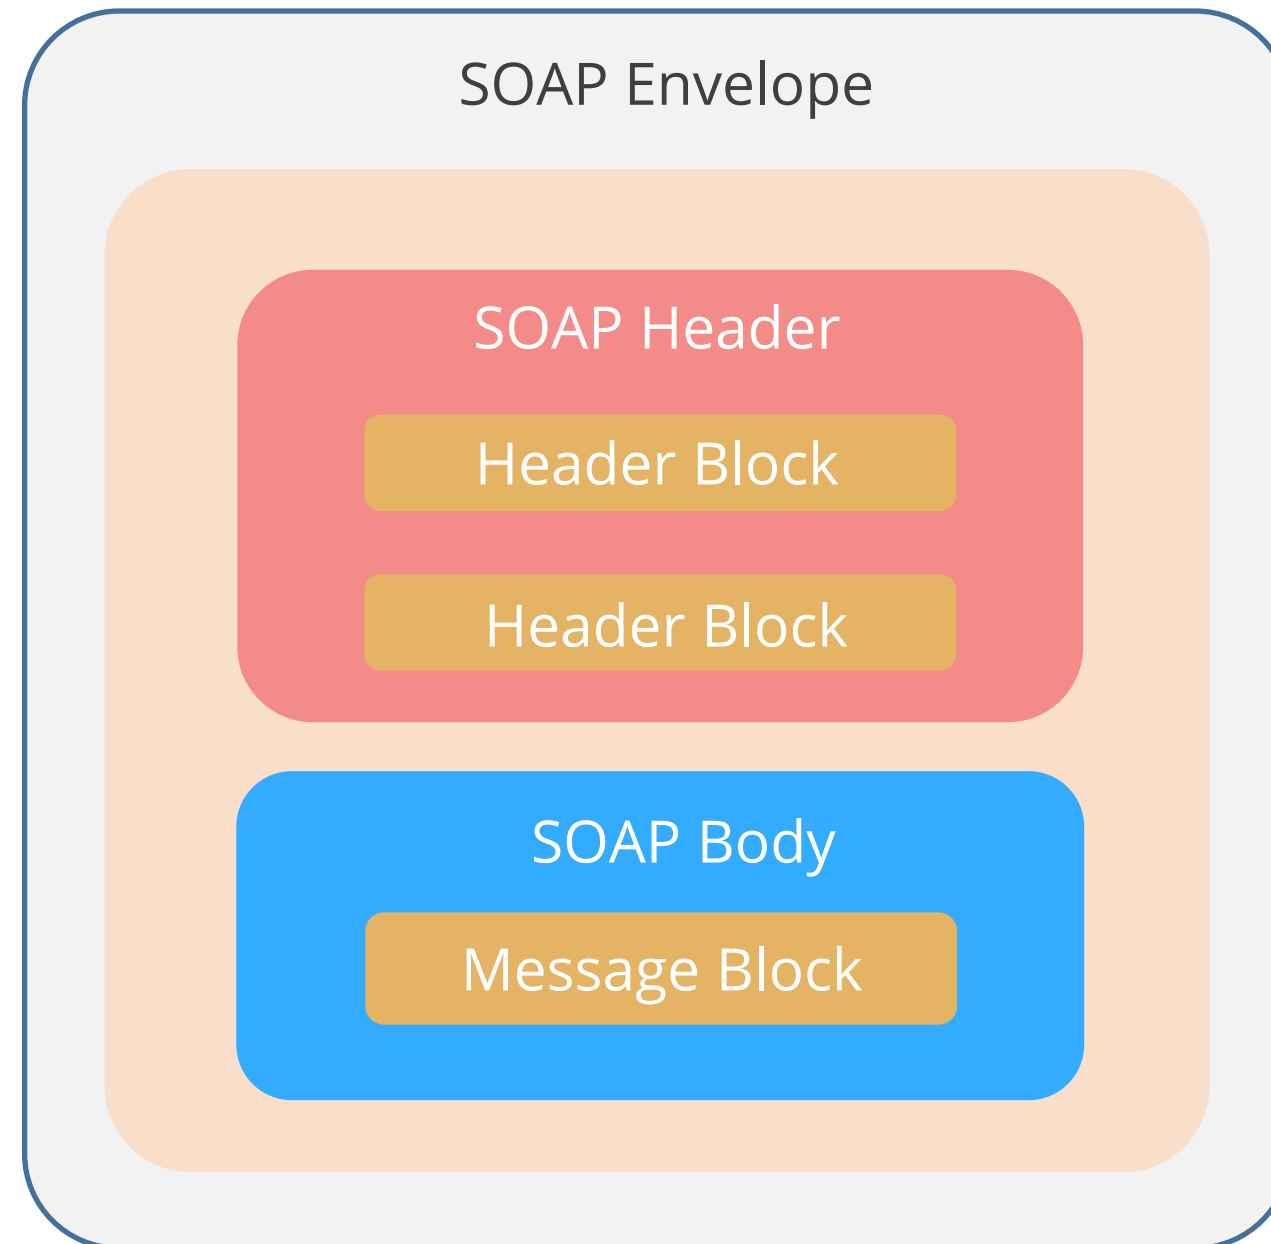 SOAP Envelope
SOAP Header
Header Block
Header Block
SOAP Body
Message Block